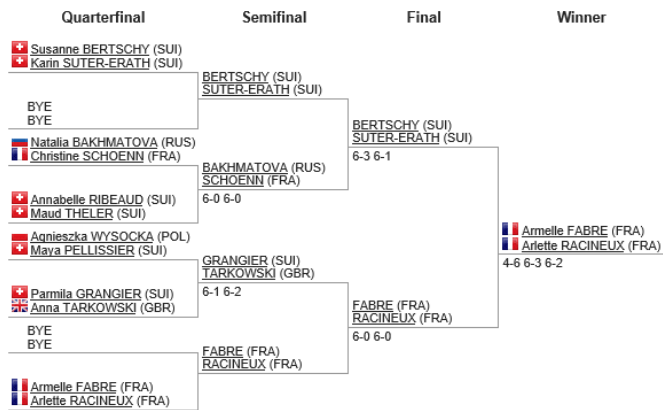 Quarterfinal
Semifinal
Final
Winner
Susanne BERTSCHY (SUI)
Karin SUTER-ERATH (SUI)
BYE
BYE
Natalia BAKHMATOVA (RUS)
Christine SCHOENN (FRA)
Annabelle RIBEAUD (SUI)
Maud THELER (SUI)
Agnieszka WYSOCKA (POL)
Maya PELLISSIER (SUI)
Parmila GRANGIER (SUI)
Anna TARKOWSKI (GBR)
BYE
BYE
Armelle FABRE (FRA)
Arlette RACINEUX (FRA)
BERTSCHY (SUI)
SUTER-ERATH (SUI)
BAKHMATOVA (RUS)
SCHOENN (FRA)
6-0 6-0
GRANGIER (SUI)
TARKOWSKI (GBR)
6-1 6-2
FABRE (FRA)
RACINEUX (FRA)
BERTSCHY (SUI)
SUTER-ERATH (SUI)
6-3 6-1
FABRE (FRA)
RACINEUX (FRA)
6-0 6-0
Armelle FABRE (FRA)
Arlette RACINEUX (FRA)
4-6 6-3 6-2